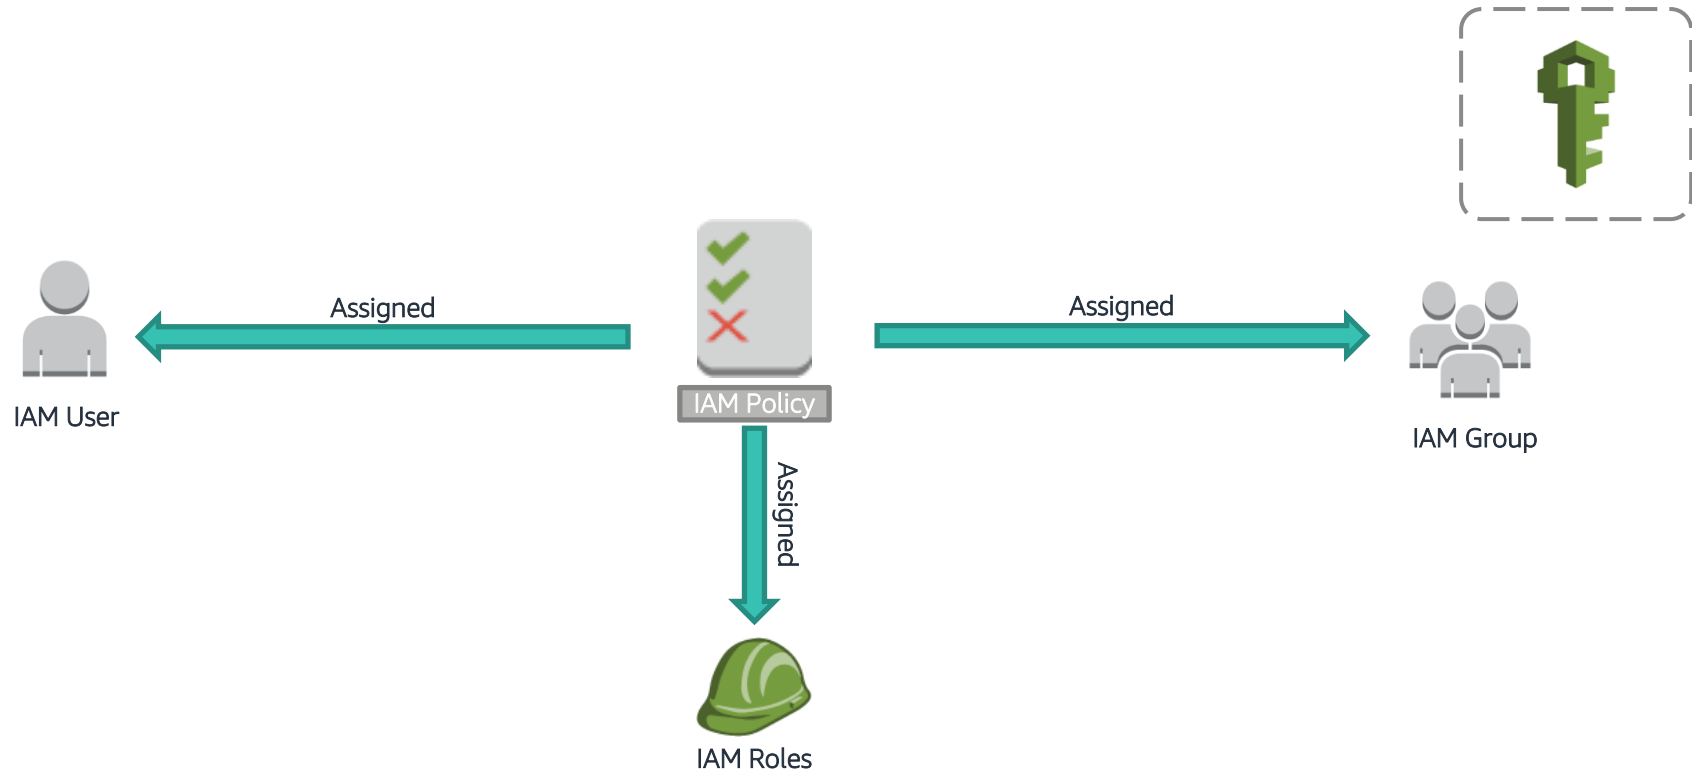 Assigned
Assigned
IAM User
IAM Policy
IAM Group
Assigned
IAM Roles